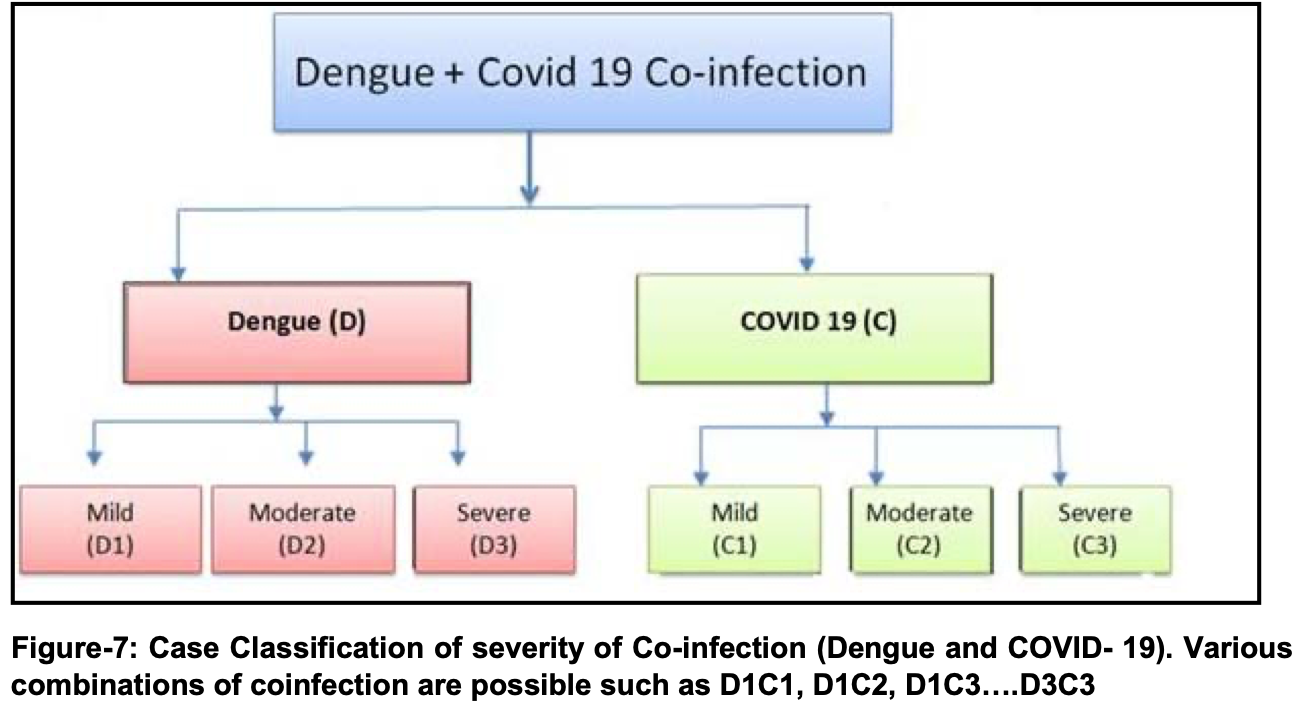 Dengue + Covid 19 Co-infection
Dengue (D)
COVID 19 (C)
Mild
(D1)
Moderate
(D2)
Severe
(D3)
Mild
(C1)
Moderate
(C2)
Severe
(C3)
Figure-7: Case Classification of severity of Co-infection (Dengue and COVID- 19). Various
combinations of coinfection are possible such as D1C1, D1C2, D1C3....D3C3